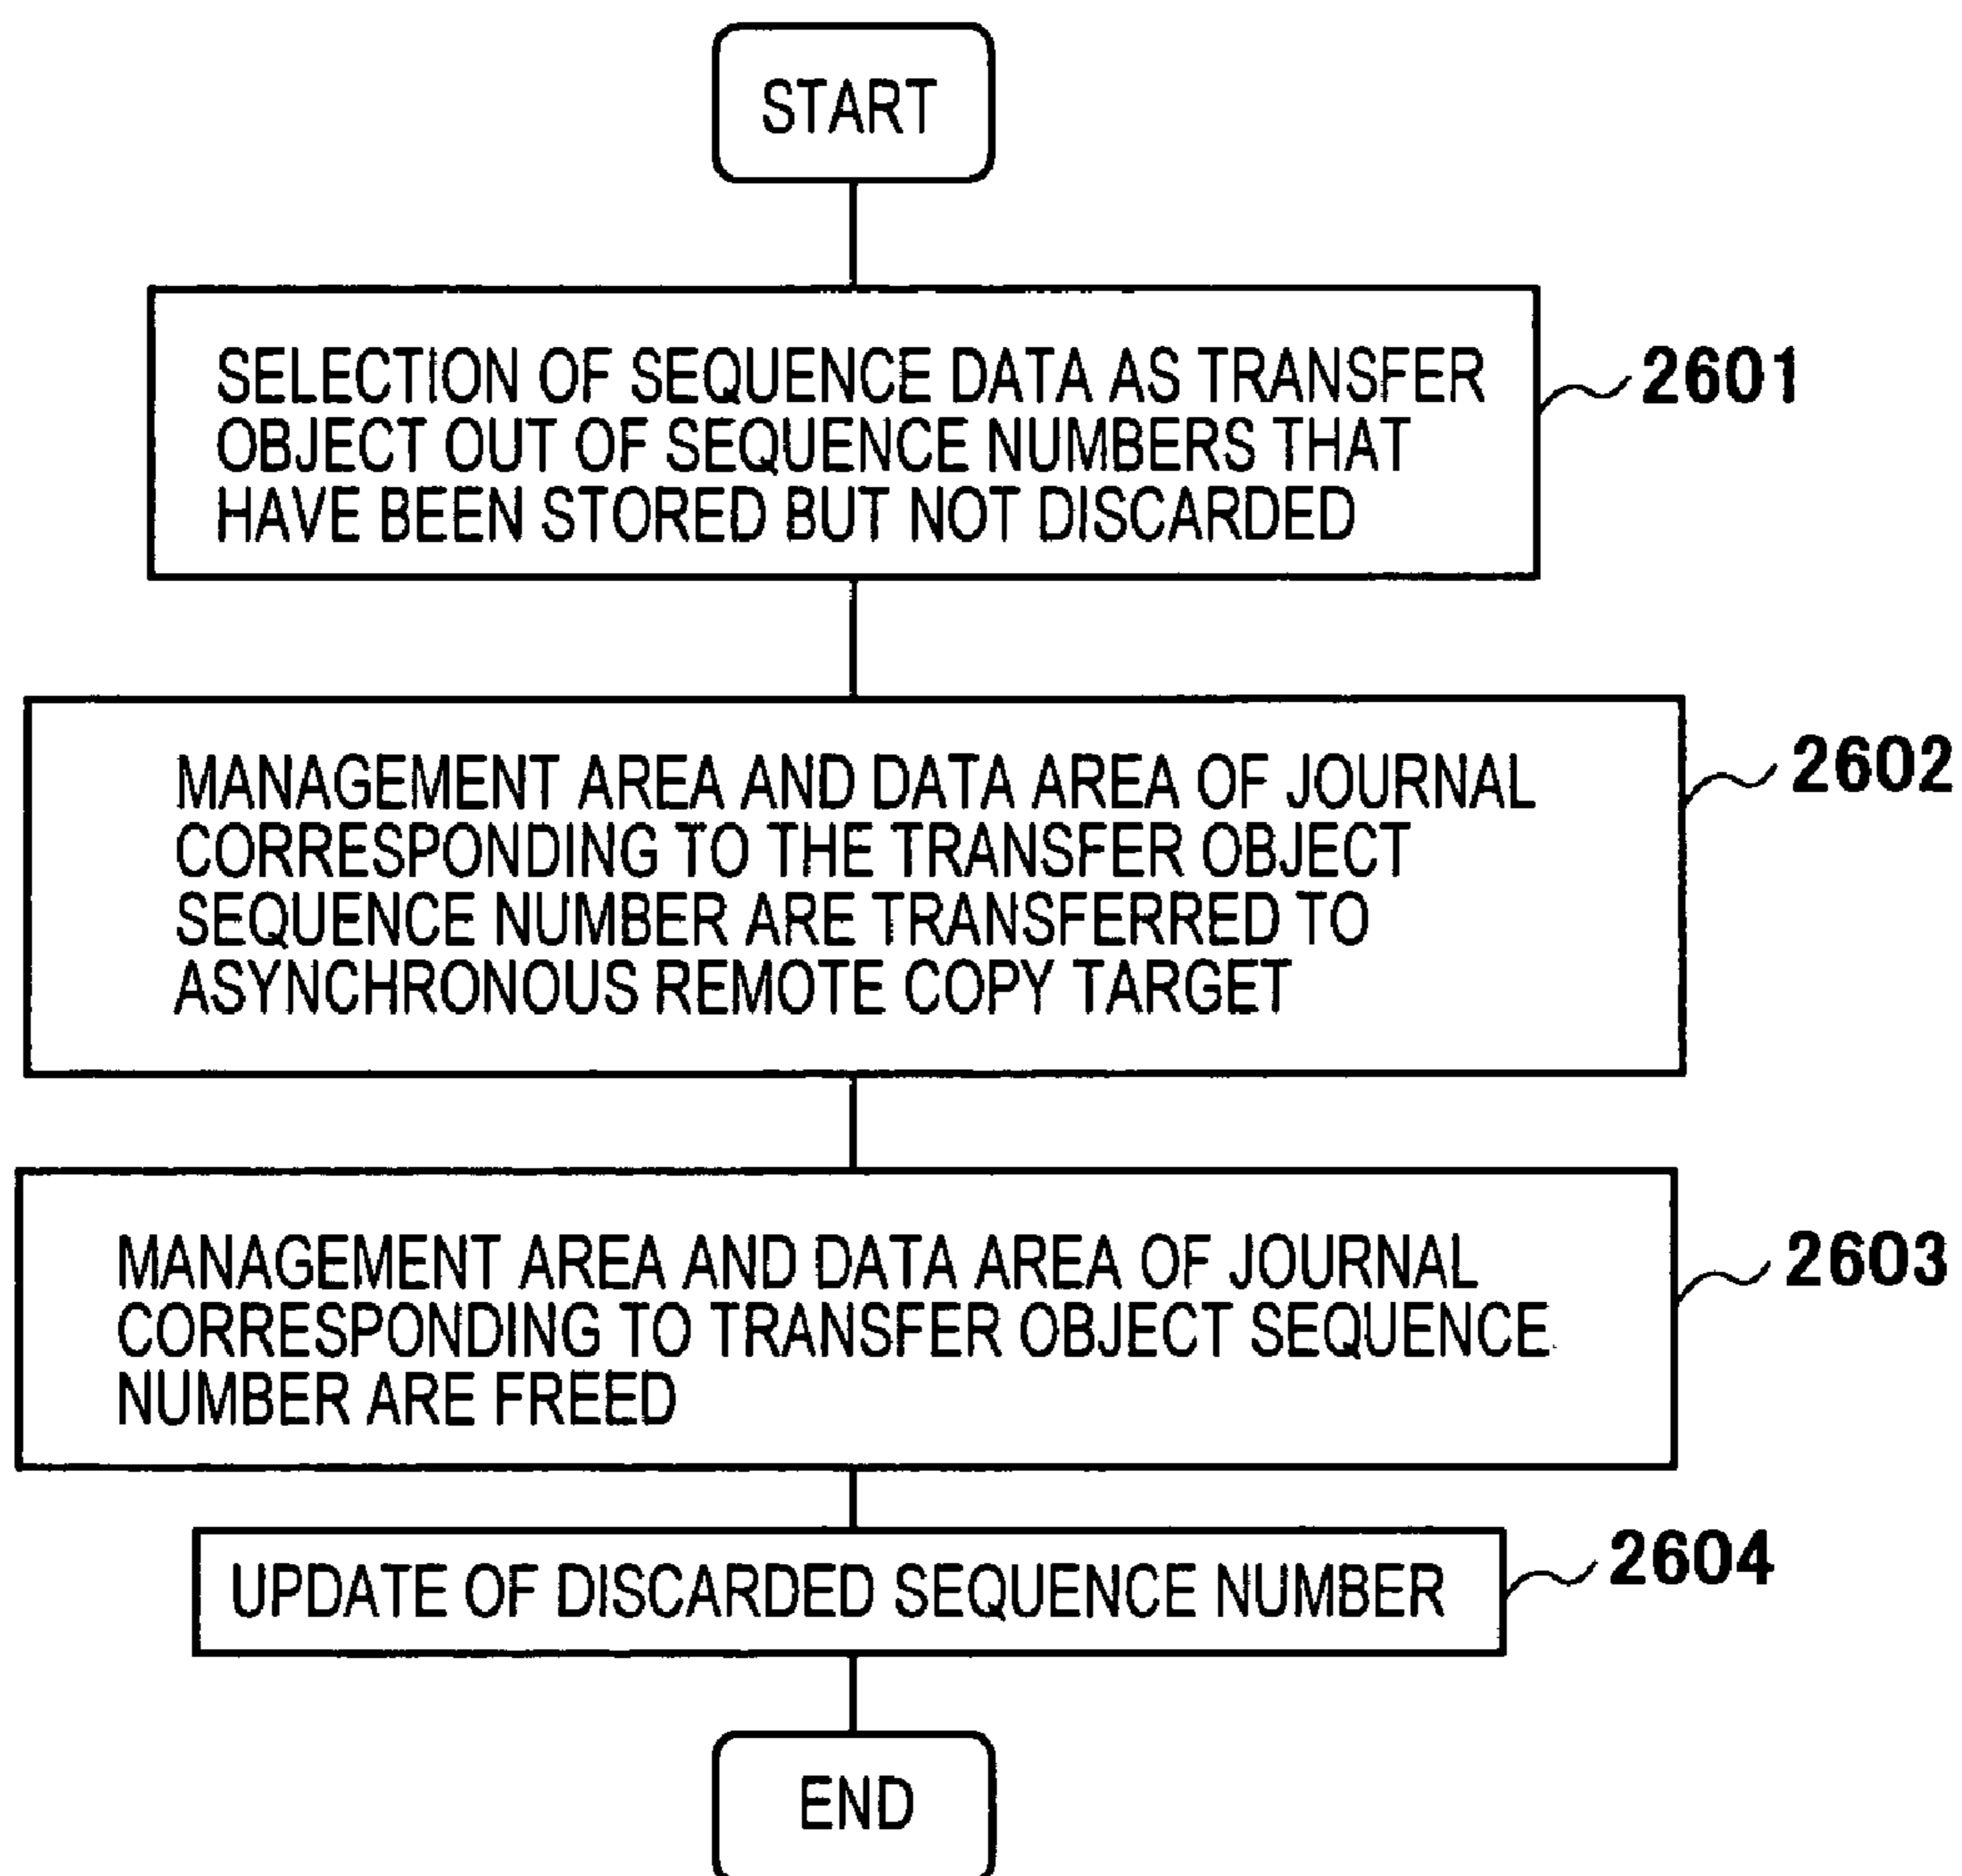 START
SELECTION OF SEQUENCE DATA AS TRANSFER
OBJECT OUT OF SEQUENCE NUMBERS THAT
HAVE BEEN STORED BUT NOT DISCARDED
2601
MANAGEMENT AREA AND DATA AREA OF JOURNAL
CORRESPONDING TO THE TRANSFER OBJECT
SEQUENCE NUMBER ARE TRANSFERRED TO
ASYNCHRONOUS REMOTE COPY TARGET
2602
MANAGEMENT AREA AND DATA AREA OF JOURNAL
CORRESPONDING TO TRANSFER OBJECT SEQUENCE
NUMBER ARE FREED
2603
UPDATE OF DISCARDED SEQUENCE NUMBER
2604
END